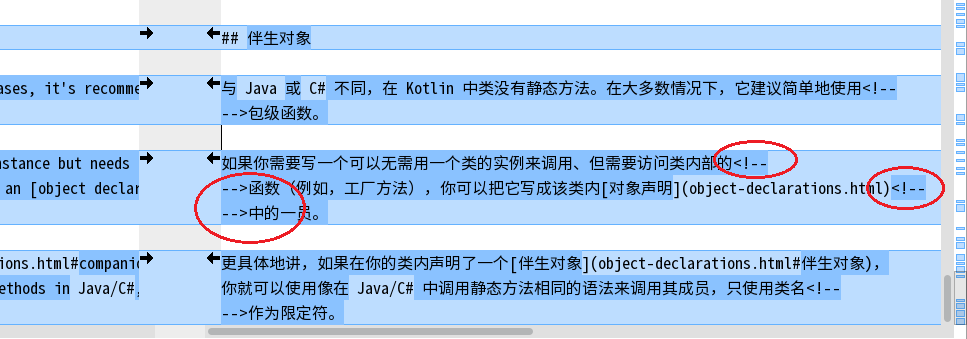 ## 伴生对象
ases, it's recomme
与 Java 或 C# 不同，在 Kotlin 中类没有静态方法。在大多数情况下，它建议简单地使用<!--
-->包级函数。
nstance but needs
如果你需要写一个可以无需用一个类的实例来调用、但需要访问类内部的<!--
an [object declar
-->函数（例如，工厂方法），你可以把它写成该类内[对象声明](object-declarations.html)<!--
-->中的一员。
ons.html#compani
更具体地讲，如果在你的类内声明了一个[伴生对象](object-declarations.html#伴生对象)，
ethods in Java/C#,
你就可以使用像在 Java/C# 中调用静态方法相同的语法来调用其成员，只使用类名<!--
-->作为限定符。